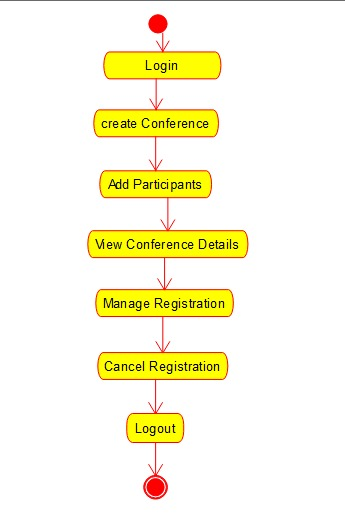 Login
create Conference
Add Participants
View Conference Details
Manage Registration
Cancel Registration
Logout